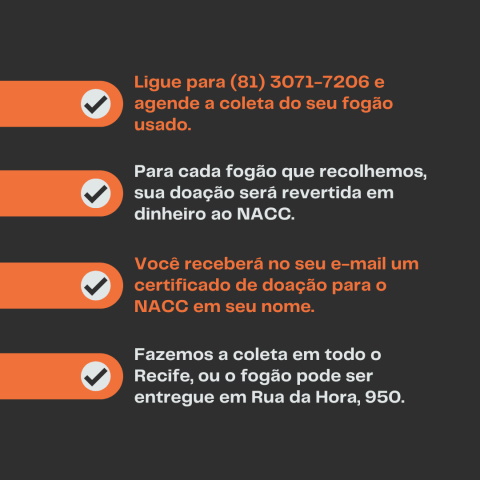 Ligue para (81) 3071-7206 e
agende a coleta do seu fogão
usado.
Para cada fogão que recolhemos,
sua doação será revertida em
dinheiro ao NACC.
Você receberá no seu e-mail um
certificado de doação para o
NACC em seu nome.
Fazemos a coleta em todo o
Recife, ou o fogão pode ser
entregue em Rua da Hora, 950.